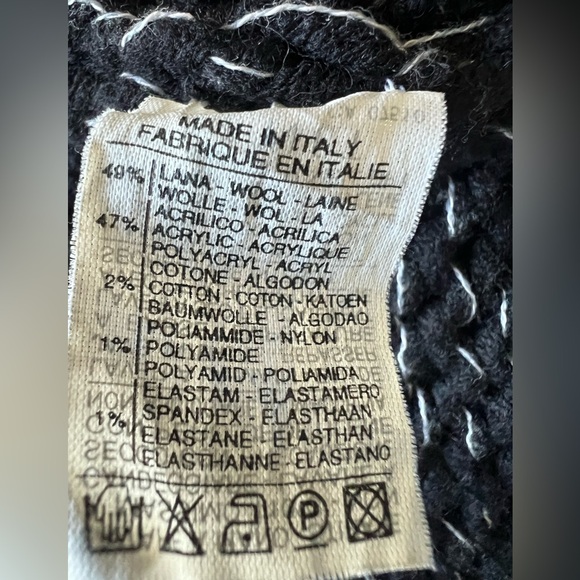 MADE IN ITALY
FABRIQUE EN ITALIE
49% LANA - WOOL - LAINE
WOLLE - WOL - LA
47% ACRILICO - ACRILICA
ACRYLIC - ACRYLIQUE
POLYACRYL - ACRYL
2% COTONE - ALGODON
COTTON - COTON - KATOEN
BAUMWOLLE - ALGODAO
1% POLIAMMIDE - NYLON
POLYAMIDE
POLYAMID - POLIAMIDA
1% ELASTAM - ELASTAMERO
SPANDEX - ELASTHAAN
ELASTANE - ELASTHAN
ELASTHANNE - ELASTANO
P